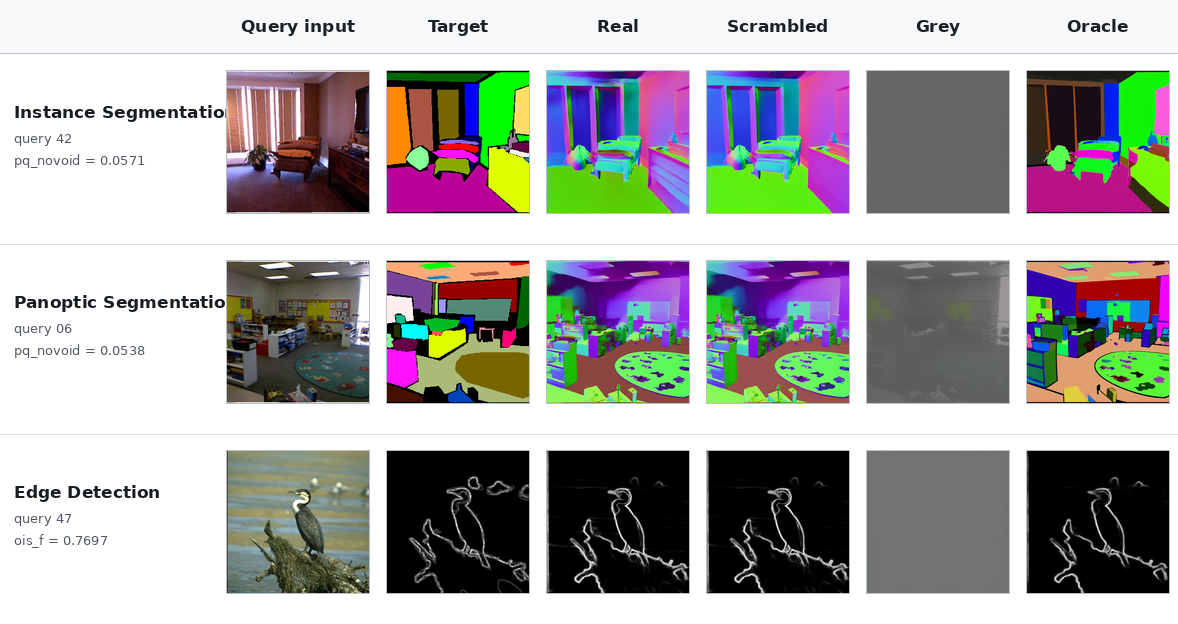 Query input Target Real Scrambled Grey Oracle
Instance Segmentation
query 42
pq_novoid = 0.0571
Panoptic Segmentatio
query 06
pq_novoid = 0.0538
Edge Detection
query 47
ois_f = 0.7697